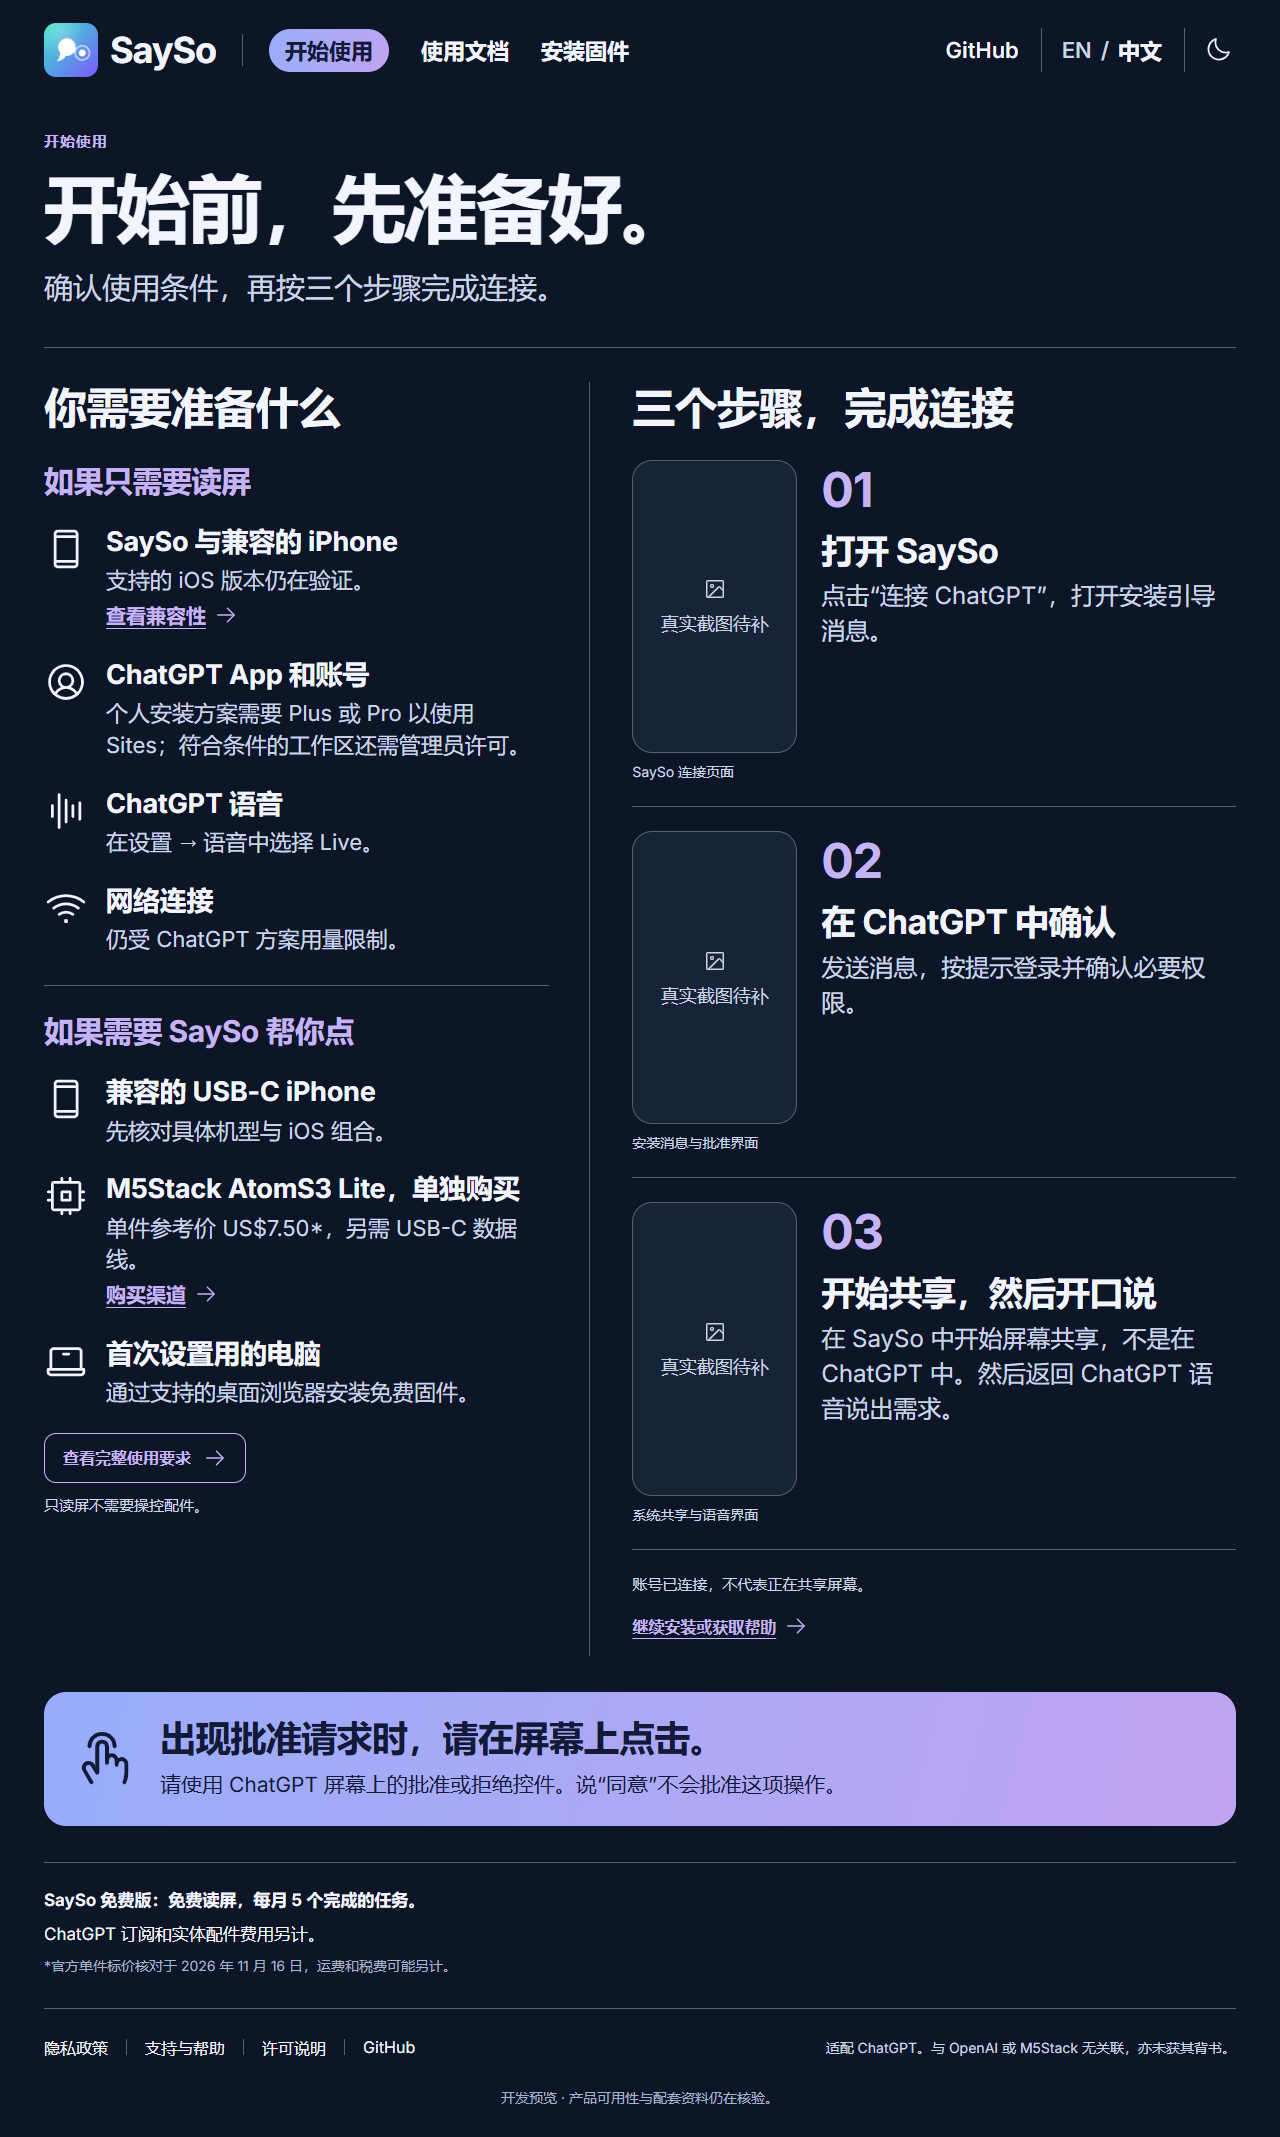 SaySo
开始使用
使用文档
安装固件
GitHub
EN / 中文
开始使用
开始前，先准备好。
确认使用条件，再按三个步骤完成连接。
你需要准备什么
如果只需要读屏
SaySo 与兼容的 iPhone
支持的 iOS 版本仍在验证。
查看兼容性 →
ChatGPT App 和账号
个人安装方案需要 Plus 或 Pro 以使用
Sites；符合条件的工作区还需管理员许可。
ChatGPT 语音
在设置 → 语音中选择 Live。
网络连接
仍受 ChatGPT 方案用量限制。
如果需要 SaySo 帮你点
兼容的 USB-C iPhone
先核对具体机型与 iOS 组合。
M5Stack AtomS3 Lite，单独购买
单件参考价 US$7.50*，另需 USB-C 数据
线。
购买渠道 →
首次设置用的电脑
通过支持的桌面浏览器安装免费固件。
查看完整使用要求 →
只读屏不需要操控配件。
三个步骤，完成连接
真实截图待补
SaySo 连接页面
01
打开 SaySo
点击“连接 ChatGPT”，打开安装引导
消息。
真实截图待补
安装消息与批准界面
02
在 ChatGPT 中确认
发送消息，按提示登录并确认必要权
限。
真实截图待补
系统共享与语音界面
03
开始共享，然后开口说
在 SaySo 中开始屏幕共享，不是在
ChatGPT 中。然后返回 ChatGPT 语
音说出需求。
账号已连接，不代表正在共享屏幕。
继续安装或获取帮助 →
出现批准请求时，请在屏幕上点击。
请使用 ChatGPT 屏幕上的批准或拒绝控件。说“同意”不会批准这项操作。
SaySo 免费版：免费读屏，每月 5 个完成的任务。
ChatGPT 订阅和实体配件费用另计。
*官方单件标价核对于 2026 年 11 月 16 日，运费和税费可能另计。
隐私政策
支持与帮助
许可说明
GitHub
适配 ChatGPT。与 OpenAI 或 M5Stack 无关联，亦未获其背书。
开发预览 · 产品可用性与配套资料仍在核验。